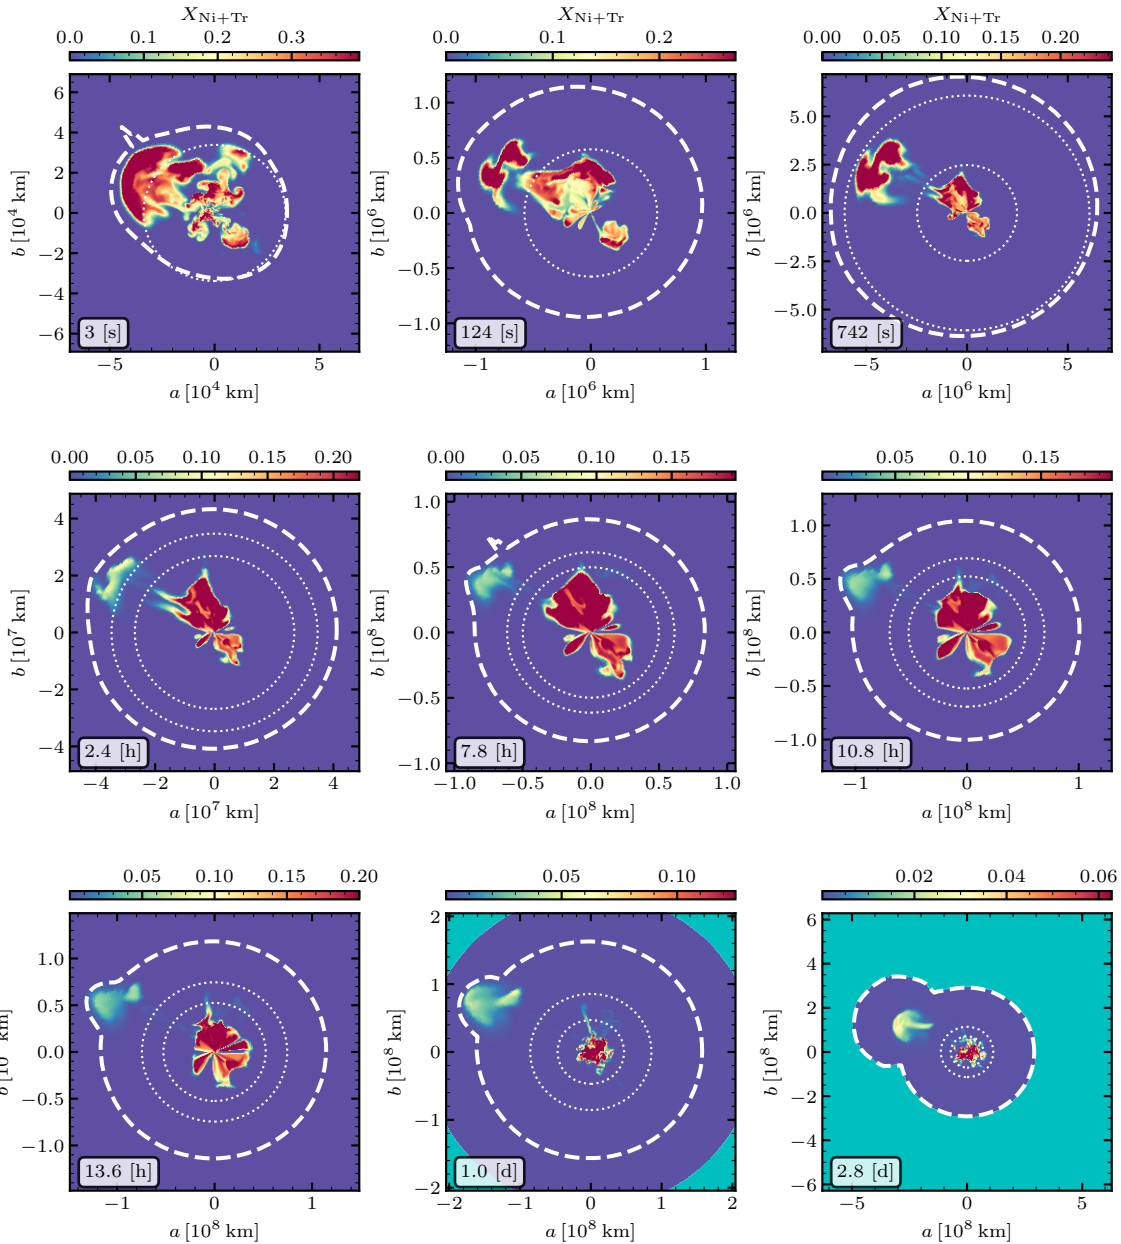 X_Ni+Tr X_Ni+Tr X_Ni+Tr
0.0 0.1 0.2 0.3 0.0 0.2 0.00 0.05 0.10 0.15 0.20
b [10^4 km] 6 4 2 0 −2 −4 −6
3 [s]
−5 0 5
a [10^4 km]
b [10^6 km] 1.0 0.5 0.0 −0.5 −1.0
124 [s]
−1 0 1
a [10^6 km]
b [10^6 km] 5.0 2.5 0.0 −2.5 −5.0
742 [s]
−5 0 5
a [10^6 km]
0.00 0.05 0.10 0.15 0.20 0.00 0.05 0.10 0.15 0.05 0.10 0.15
b [10^7 km] 4 2 0 −2 −4
2.4 [h]
−4 −2 0 2 4
a [10^7 km]
b [10^8 km] 1.0 0.5 0.0 −0.5 −1.0
7.8 [h]
−1.0 −0.5 0.0 0.5 1.0
a [10^8 km]
b [10^8 km] 1.0 0.5 0.0 −0.5 −1.0
10.8 [h]
−1 0 1
a [10^8 km]
0.05 0.10 0.15 0.20 0.05 0.10 0.02 0.04 0.06
km] 1.0 0.5 0.0 −0.5 −1.0
13.6 [h]
−1 0 1
a [10^8 km]
b [10^8 km] 2 1 0 −1 −2
1.0 [d]
−2 −1 0 1 2
a [10^8 km]
b [10^8 km] 6 4 2 0 −2 −4 −6
2.8 [d]
−5 0 5
a [10^8 km]